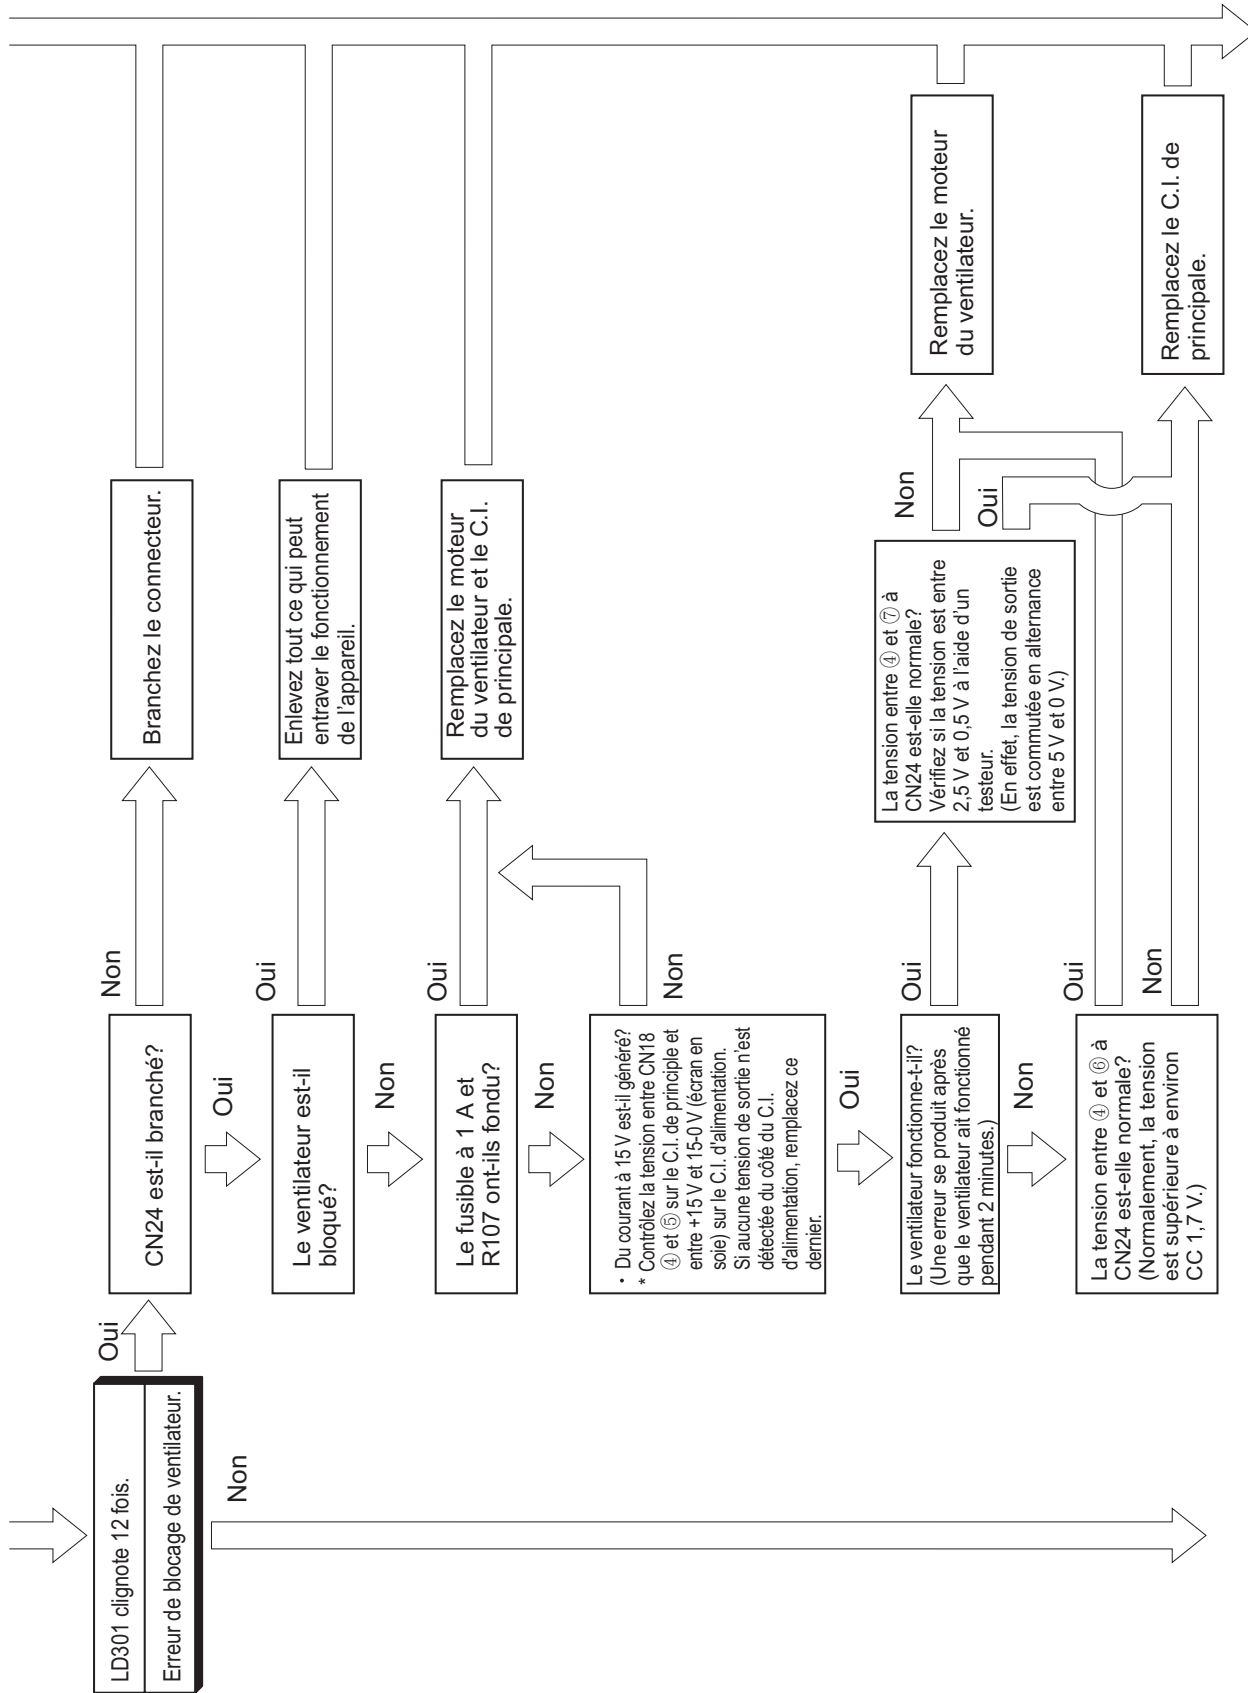 LD301 clignote 12 fois.
Erreur de blocage de ventilateur.
Oui
Non
CN24 est-il branché?
Non
Branchez le connecteur.
Oui
Le ventilateur est-il
bloqué?
Oui
Enlevez tout ce qui peut
entraver le fonctionnement
de l'appareil.
Non
Le fusible à 1 A et
R107 ont-ils fondu?
Oui
Remplacez le moteur
du ventilateur et le C.I.
de principale.
Non
• Du courant à 15 V est-il généré?
* Contrôlez la tension entre CN18
④ et ⑤ sur le C.I. de principle et
entre +15 V et 15-0 V (écran en
soie) sur le C.I. d'alimentation.
Si aucune tension de sortie n'est
détectée du côté du C.I.
d'alimentation, remplacez ce
dernier.
Non
Oui
Le ventilateur fonctionne-t-il?
(Une erreur se produit après
que le ventilateur ait fonctionné
pendant 2 minutes.)
Oui
La tension entre ④ et ⑦ à
CN24 est-elle normale?
Vérifiez si la tension est entre
2,5 V et 0,5 V à l'aide d'un
testeur.
(En effet, la tension de sortie
est commutée en alternance
entre 5 V et 0 V.)
Non
Oui
Remplacez le moteur
du ventilateur.
Non
La tension entre ④ et ⑥ à
CN24 est-elle normale?
(Normalement, la tension
est supérieure à environ
CC 1,7 V.)
Oui
Non
Remplacez le C.I. de
principale.